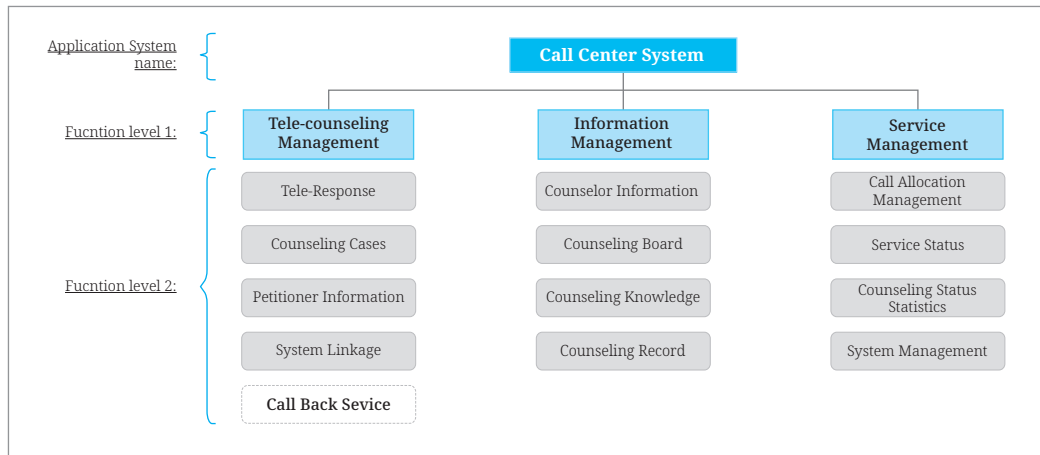 Application System
name:
Call Center System
Fucntion level 1:
Tele-counseling
Management
Information
Management
Service
Management
Fucntion level 2:
Tele-Response
Counseling Cases
Petitioner Information
System Linkage
Call Back Sevice
Counselor Information
Counseling Board
Counseling Knowledge
Counseling Record
Call Allocation
Management
Service Status
Counseling Status
Statistics
System Management